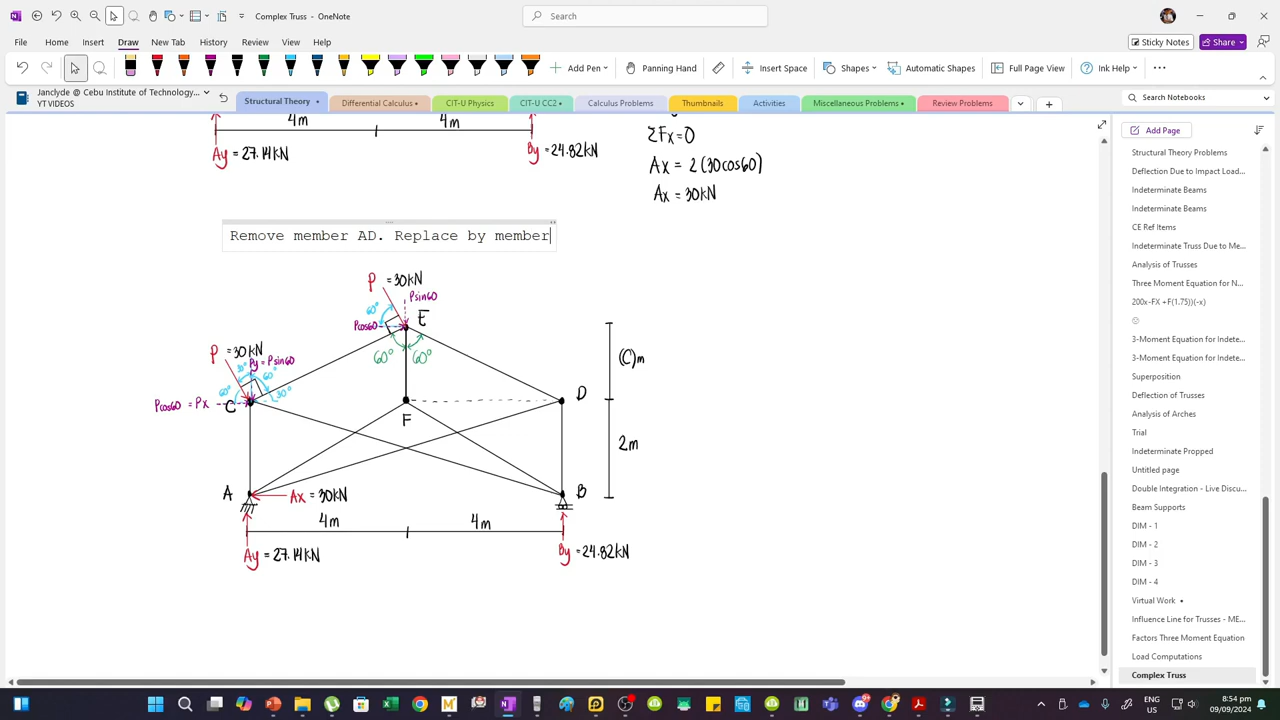 Complex Truss - OneNote
Search
File Home Insert Draw New Tab History Review View Help
Sticky Notes
Share
Add Pen
Panning Hand
Insert Space
Shapes
Automatic Shapes
Full Page View
Ink Help
Janclyde @ Cebu Institute of Technology...
YT VIDEOS
Structural Theory
Differential Calculus
CIT-U Physics
CIT-U CC2
Calculus Problems
Thumbnails
Activities
Miscellaneous Problems
Review Problems
Search Notebooks
Add Page
Structural Theory Problems
Deflection Due to Impact Load...
Indeterminate Beams
Indeterminate Beams
CE Ref Items
Indeterminate Truss Due to Me...
Analysis of Trusses
Three Moment Equation for N...
200x-FX +F(1.75))(-x)
3-Moment Equation for Indete...
3-Moment Equation for Indete...
Superposition
Deflection of Trusses
Analysis of Arches
Trial
Indeterminate Propped
Untitled page
Double Integration - Live Discu...
Beam Supports
DIM - 1
DIM - 2
DIM - 3
DIM - 4
Virtual Work
Influence Line for Trusses - ME...
Factors Three Moment Equation
Load Computations
Complex Truss
4m 4m
Ay = 27.14kN
By = 24.82kN
ΣFx = 0
Ax = 2(30cos60)
Ax = 30kN
Remove member AD. Replace by member
P = 30kN
Psin60
60°
Pcos60
E
60° 60°
P = 30kN
Py = Psin60
30°
60°
60°
30°
Pcos60 = Px
C
(C)m
D
F
2m
A
Ax = 30kN
B
4m 4m
Ay = 27.14kN
By = 24.82kN
ENG
US
8:54 pm
09/09/2024